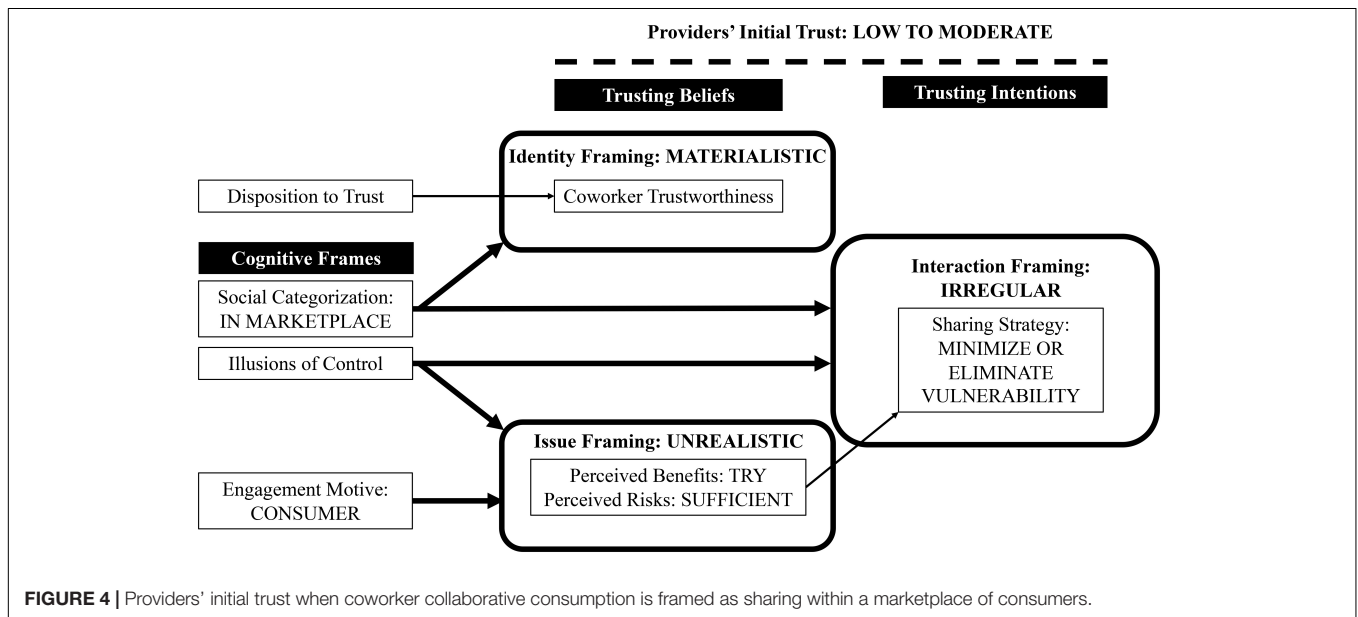 Providers' Initial Trust: LOW TO MODERATE
Trusting Beliefs
Trusting Intentions
Identity Framing: MATERIALISTIC
Disposition to Trust
Coworker Trustworthiness
Cognitive Frames
Social Categorization:
IN MARKETPLACE
Illusions of Control
Interaction Framing:
IRREGULAR
Sharing Strategy:
MINIMIZE OR
ELIMINATE
VULNERABILITY
Issue Framing: UNREALISTIC
Perceived Benefits: TRY
Perceived Risks: SUFFICIENT
Engagement Motive:
CONSUMER
FIGURE 4 | Providers' initial trust when coworker collaborative consumption is framed as sharing within a marketplace of consumers.